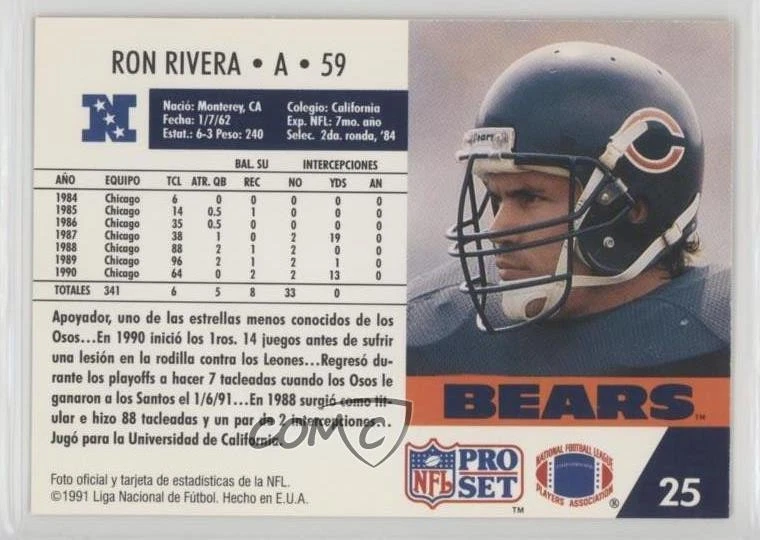 RON RIVERA • A • 59
N
Nació: Monterey, CA
Fecha: 1/7/62
Estat.: 6-3 Peso: 240
Colegio: California
Exp. NFL: 7mo. año
Selec. 2da. ronda, '84
BAL. SU INTERCEPCIONES
AÑO EQUIPO TCL ATR. QB REC NO YDS AN
1984 Chicago 6 0 0 0 0 0
1985 Chicago 14 0.5 1 0 0 0
1986 Chicago 35 0.5 0 0 0 0
1987 Chicago 38 1 0 2 19 0
1988 Chicago 88 2 1 2 0 0
1989 Chicago 96 2 1 2 1 0
1990 Chicago 64 0 2 2 13 0
TOTALES 341 6 5 8 33 0
Apoyador, uno de las estrellas menos conocidos de los
Osos...En 1990 inició los 1ros. 14 juegos antes de sufrir
una lesión en la rodilla contra los Leones...Regresó du-
rante los playoffs a hacer 7 tacleadas cuando los Osos le
ganaron a los Santos el 1/6/91...En 1988 surgió como titu-
lar e hizo 88 tacleadas y un par de 2 intercepciones...
Jugó para la Universidad de California.
Foto oficial y tarjeta de estadísticas de la NFL.
©1991 Liga Nacional de Fútbol. Hecho en E.U.A.
Bears
C
BEARS™
NFL
PRO
SET
™
NATIONAL FOOTBALL LEAGUE
PLAYERS ASSOCIATION
®
25
COMC